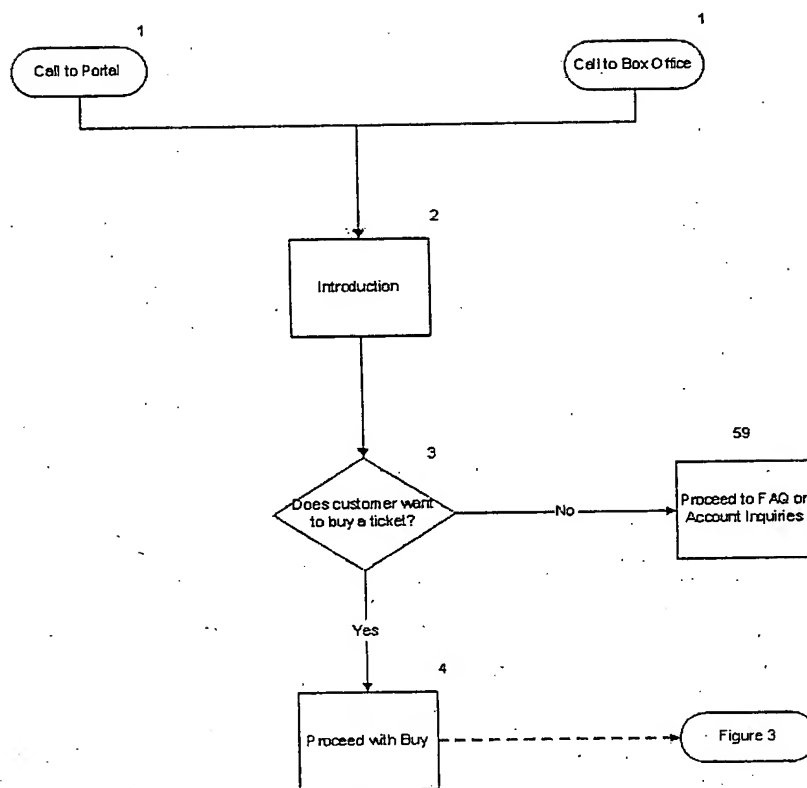 1
1
Call to Portal
Call to Box Office
2
Introduction
3
59
Does customer want
to buy a ticket?
No
Proceed to FAQ or
Account Inquiries
Yes
4
Proceed with Buy
Figure 3